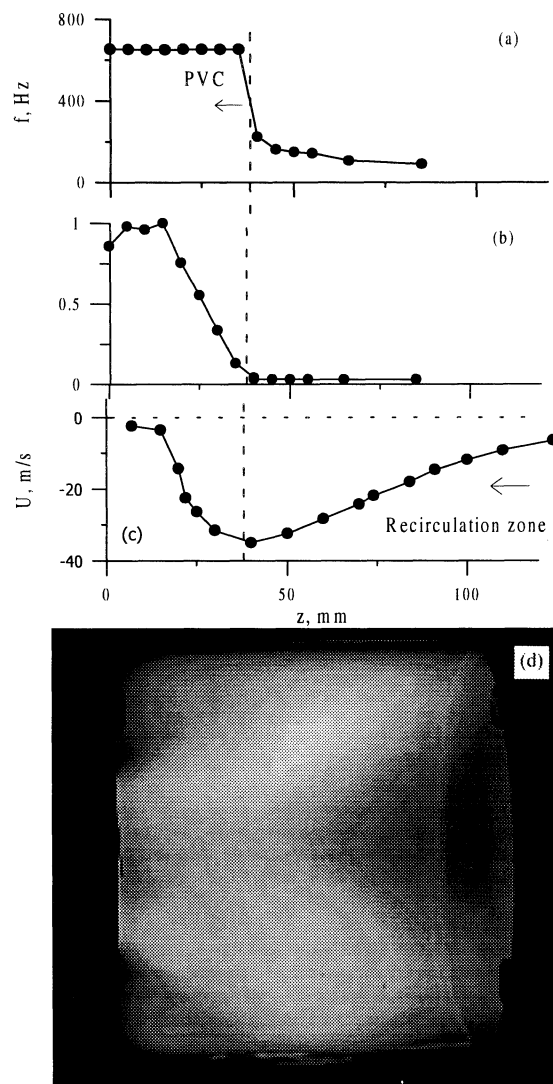 800
(a)
f, Hz
PVC
400
0
1
(b)
0.5
0
0
U, m/s
-20
(c)
Recirculation zone
-40
0
50
100
z, mm
(d)